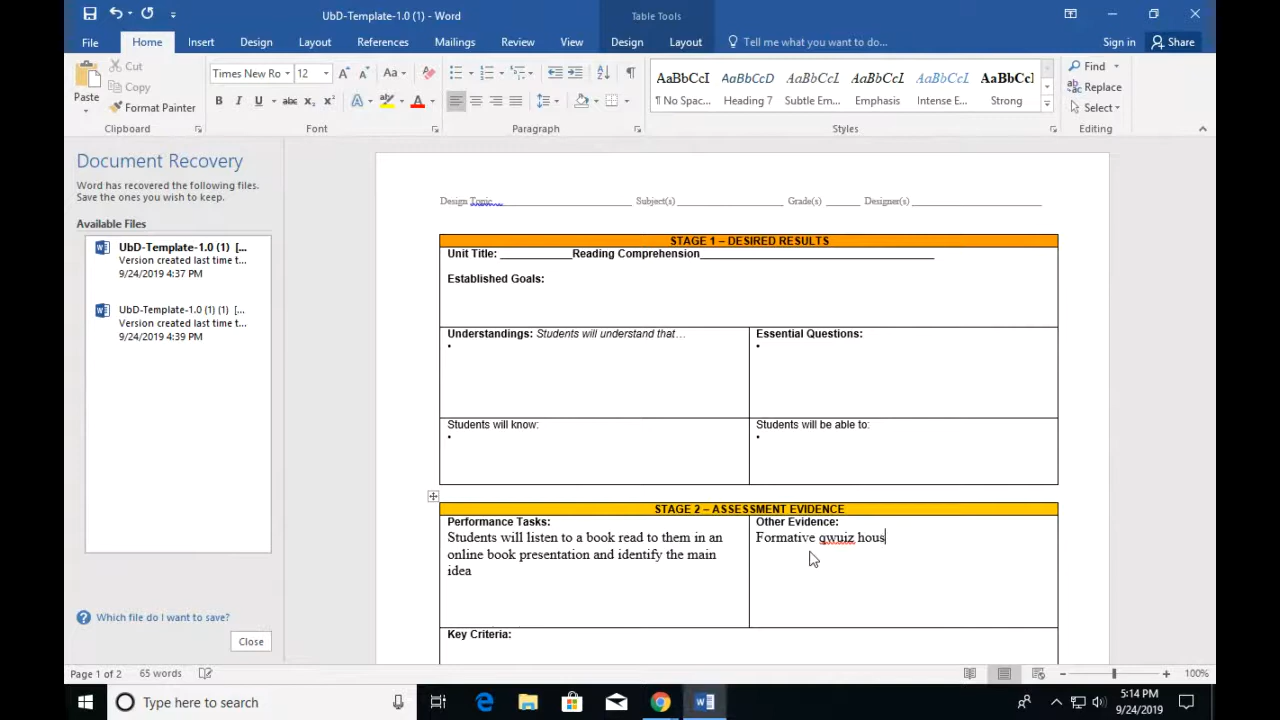 UbD-Template-1.0 (1) - Word
Table Tools
File Home Insert Design Layout References Mailings Review View Design Layout Tell me what you want to do... Sign in Share
Paste
Cut
Copy
Format Painter
Times New Ro 12
AaBbCcI AaBbCcD AaBbCcI AaBbCcI AaBbCcI AaBbCcI
¶ No Spac... Heading 7 Subtle Em... Emphasis Intense E... Strong
Find
Replace
Select
Clipboard Font Paragraph Styles Editing
Document Recovery
Word has recovered the following files.
Save the ones you wish to keep.
Available Files
UbD-Template-1.0 (1) [...
Version created last time t...
9/24/2019 4:37 PM
UbD-Template-1.0 (1) (1) [...
Version created last time t...
9/24/2019 4:39 PM
Which file do I want to save?
Close
Design Topic Subject(s) Grade(s) Designer(s)
STAGE 1 – DESIRED RESULTS
Unit Title: ____________Reading Comprehension____________________
Established Goals:
Understandings: Students will understand that…
•
Essential Questions:
•
Students will know:
•
Students will be able to:
•
STAGE 2 – ASSESSMENT EVIDENCE
Performance Tasks:
Students will listen to a book read to them in an
online book presentation and identify the main
idea
Other Evidence:
Formative qwuiz hous
Key Criteria:
Page 1 of 2 65 words 100%
Type here to search
5:14 PM
9/24/2019